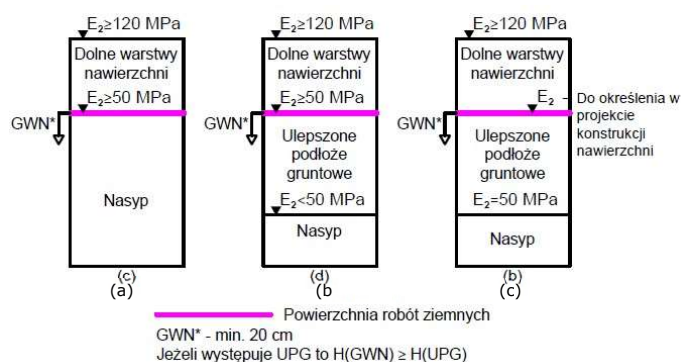 E₂≥120 MPa
Dolne warstwy
nawierzchni
E₂≥50 MPa
GWN*
Nasyp
(c)
(a)
E₂≥120 MPa
Dolne warstwy
nawierzchni
E₂≥50 MPa
GWN*
Ulepszone
podłoże
gruntowe
E₂<50 MPa
Nasyp
(d)
(b)
E₂≥120 MPa
Dolne warstwy
nawierzchni
E₂ – Do określenia w
projekcie
konstrukcji
nawierzchni
GWN*
Ulepszone
podłoże
gruntowe
E₂=50 MPa
Nasyp
(b)
(c)
Powierzchnia robót ziemnych
GWN* - min. 20 cm
Jeżeli występuje UPG to H(GWN) ≥ H(UPG)